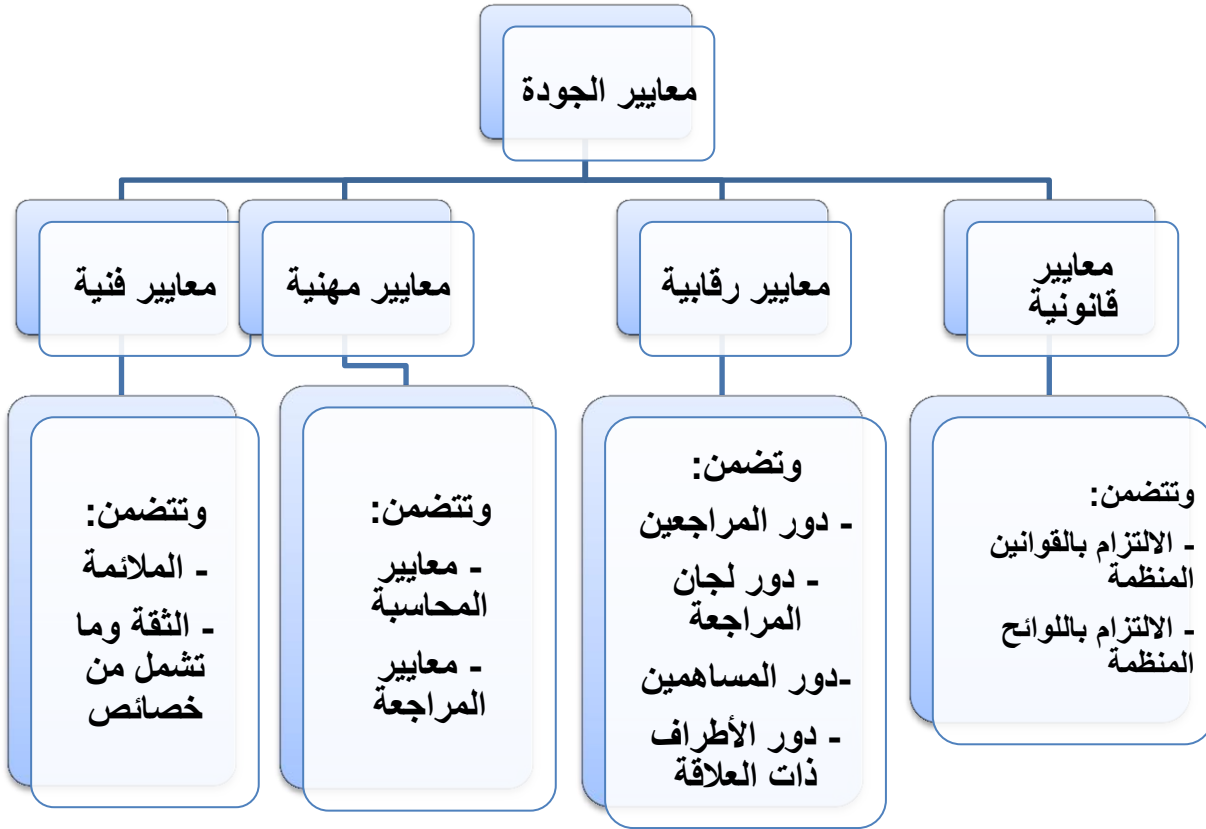 معايير الجودة
معايير
قانونية
معايير رقابية
معايير مهنية
معايير فنية
وتتضمن:
- الالتزام بالقوانين
المنظمة
- الالتزام باللوائح
المنظمة
وتضمن:
- دور المراجعين
- دور لجان
المراجعة
-دور المساهمين
- دور الأطراف
ذات العلاقة
وتتضمن:
- معايير
المحاسبة
- معايير
المراجعة
وتتضمن:
- الملائمة
- الثقة وما
تشمل من
خصائص